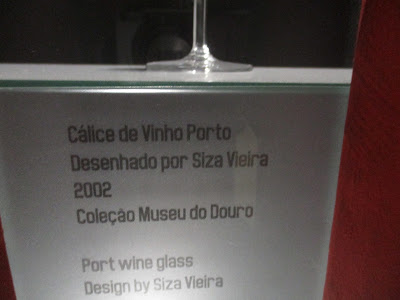 Cálice de Vinho Porto
Desenhado por Siza Vieira
2002
Coleção Museu do Douro
Port wine glass
Design by Siza Vieira